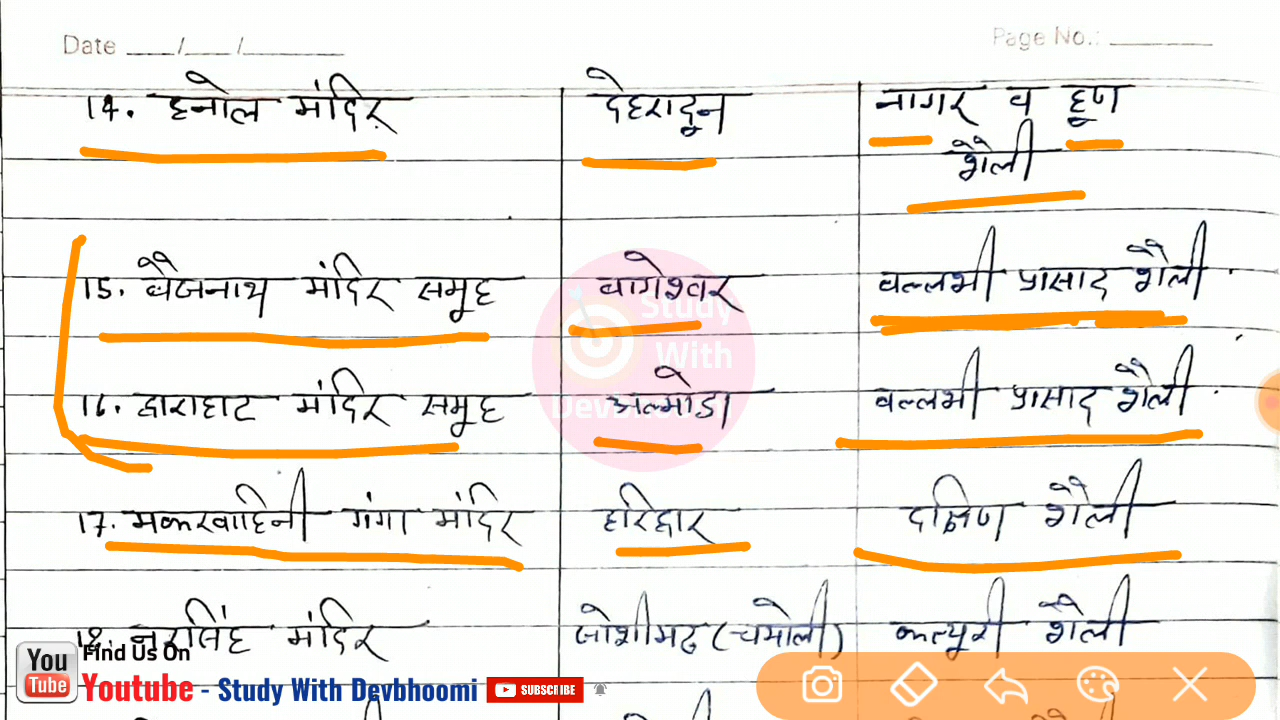 Date ___/___/______ Page No.: ______
14. हनोल मंदिर देहरादून नागर व हूण
शैली
15. बैजनाथ मंदिर समूह बागेश्वर वल्लभी प्रासाद शैली
Study
With
16. द्वाराहाट मंदिर समूह अल्मोडा वल्लभी प्रासाद शैली
17. मकरवाहिनी गंगा मंदिर हरिद्वार दक्षिण शैली
18. नरसिंह मंदिर जोशीमठ (चमोली) कत्यूरी शैली
You Tube Find Us On
Youtube - Study With Devbhoomi SUBSCRIBE